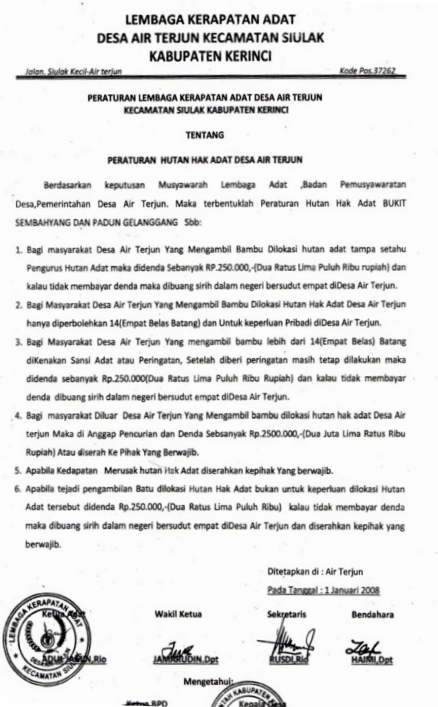 LEMBAGA KERAPATAN ADAT
DESA AIR TERJUN KECAMATAN SIULAK
KABUPATEN KERINCI
Jalan. Siulak Kecil-Air terjun
Kode Pos.37262
PERATURAN LEMBAGA KERAPATAN ADAT DESA AIR TERJUN
KECAMATAN SIULAK KABUPATEN KERINCI
TENTANG
PERATURAN HUTAN HAK ADAT DESA AIR TERJUN
Berdasarkan keputusan Musyawarah Lembaga Adat ,Badan Pemusyawaratan
Desa,Pemerintahan Desa Air Terjun. Maka terbentuklah Peraturan Hutan Hak Adat BUKIT
SEMBAHYANG DAN PADUN GELANGGANG Sbb:
1. Bagi masyarakat Desa Air Terjun Yang Mengambil Bambu Dilokasi hutan adat tanpa setahu
Pengurus Hutan Adat maka didenda Sebanyak RP.250.000,-(Dua Ratus Lima Puluh Ribu rupiah) dan
kalau tidak membayar denda maka dibuang sirih dalam negeri bersudut empat diDesa Air Terjun.
2. Bagi Masyarakat Desa Air Terjun Yang Mengambil Bambu Dilokasi Hutan Hak Adat Desa Air Terjun
hanya diperbolehkan 14(Empat Belas Batang) dan Untuk keperluan Pribadi diDesa Air Terjun.
3. Bagi Masyarakat Desa Air Terjun Yang mengambil bambu lebih dari 14(Empat Belas) Batang
diKenakan Sansi Adat atau Peringatan, Setelah diberi peringatan masih tetap dilakukan maka
didenda sebanyak Rp.250.000(Dua Ratus Lima Puluh Ribu Rupiah) dan kalau tidak membayar
denda dibuang sirih dalam negeri bersudut empat diDesa Air Terjun.
4. Bagi masyarakat Diluar Desa Air Terjun Yang Mengambil bambu dilokasi hutan hak adat Desa Air
terjun Maka di Anggap Pencurian dan Denda Sebsanyak Rp.2500.000,-(Dua Juta Lima Ratus Ribu
Rupiah) Atau diserah Ke Pihak Yang Berwajib.
5. Apabila Kedapatan Merusak hutan Hak Adat diserahkan kepihak Yang berwajib.
6. Apabila tejadi pengambilan Batu dilokasi Hutan Hak Adat bukan untuk keperluan dilokasi Hutan
Adat tersebut didenda Rp.250.000,-(Dua Ratus Lima Puluh Ribu) kalau tidak membayar denda
maka dibuang sirih dalam negeri bersudut empat diDesa Air Terjun dan diserahkan kepihak yang
berwajib.
Ditetapkan di : Air Terjun
Pada Tanggal : 1 Januari 2008
Ketua Adat Wakil Ketua Sekretaris Bendahara
JAMARUDIN.Dpt RUSDI,Rio HAIMI,Dpt
LEMBAGA KERAPATAN ADAT
KECAMATAN SIULAK
Mengetahui:
Ketua BPD Kepala Desa
KABUPATEN